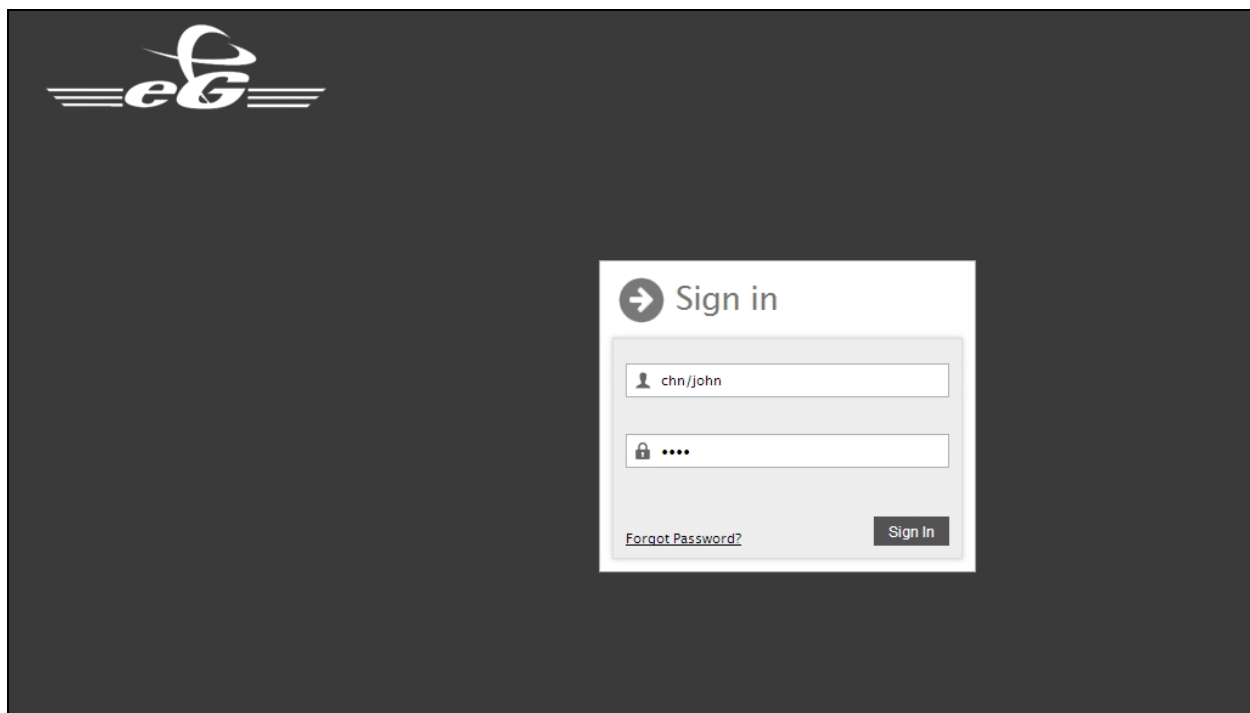 eG
Sign in
chn/john
••••
Forgot Password?
Sign In